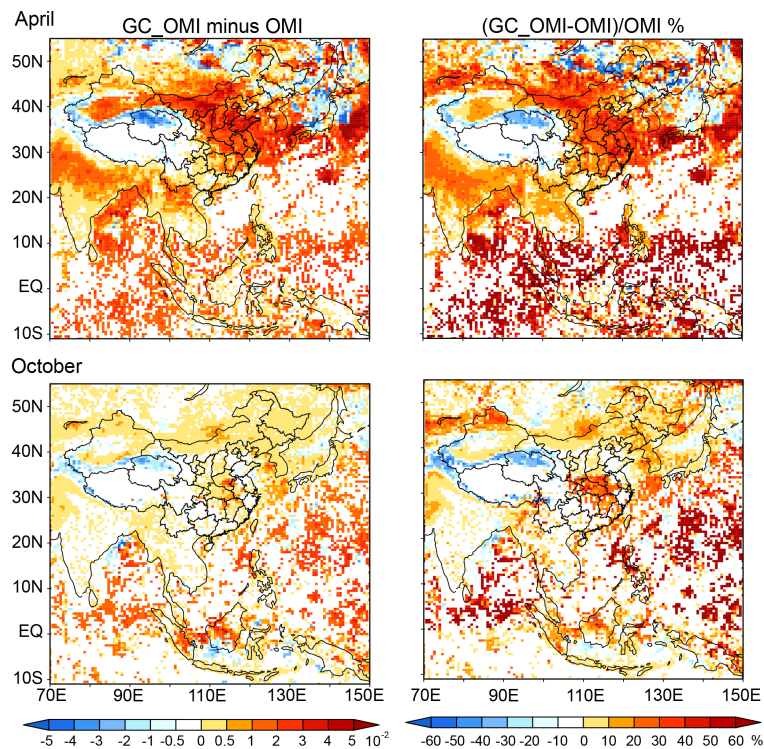 April
GC_OMI minus OMI
(GC_OMI-OMI)/OMI %
50N
40N
30N
20N
10N
EQ
10S
October
50N
40N
30N
20N
10N
EQ
10S
70E 90E 110E 130E 150E
70E 90E 110E 130E 150E
-5 -4 -3 -2 -1 -0.5 0 0.5 1 2 3 4 5 10-2
-60 -50 -40 -30 -20 -10 0 10 20 30 40 50 60 %